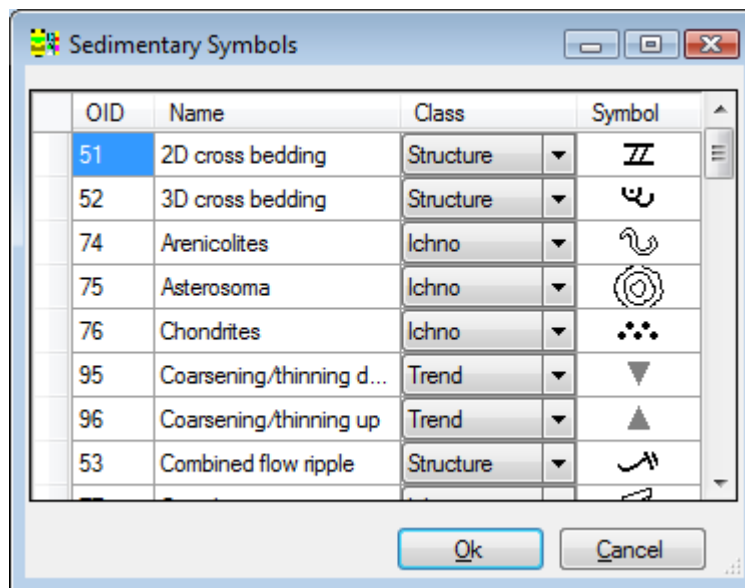 Sedimentary Symbols
OID Name Class Symbol
51 2D cross bedding Structure
52 3D cross bedding Structure
74 Arenicolites Ichno
75 Asterosoma Ichno
76 Chondrites Ichno
95 Coarsening/thinning d... Trend
96 Coarsening/thinning up Trend
53 Combined flow ripple Structure
Ok Cancel